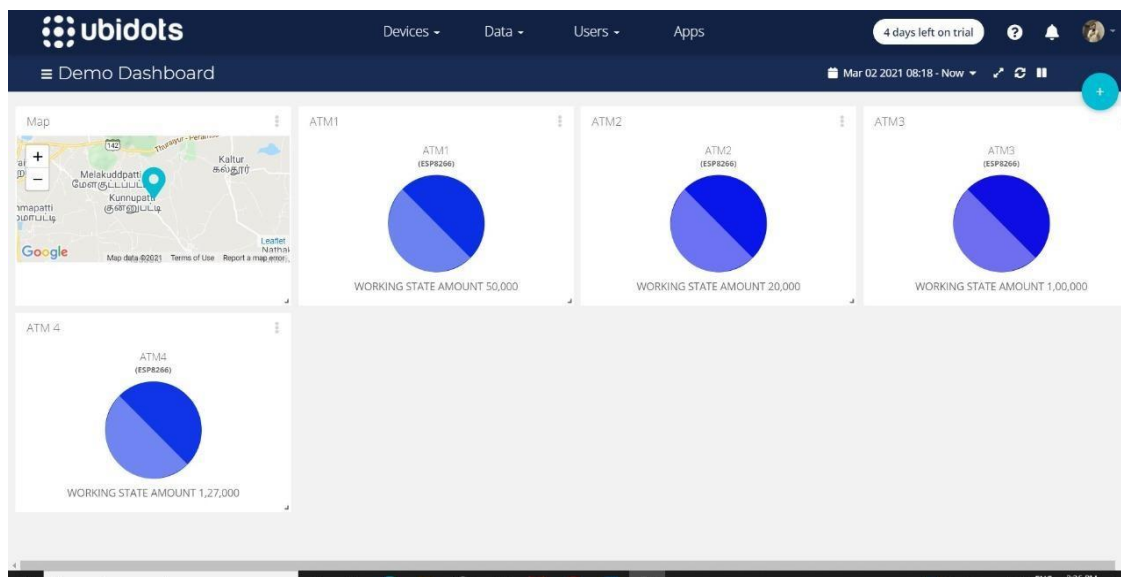 ubidots
Devices
Data
Users
Apps
4 days left on trial
Demo Dashboard
Mar 02 2021 08:18 - Now
+
Map
142
+
−
Kaltur
கல்தூர்
Melakuddpatti
Kunnupatti
குன்னுபட்டி
Google
Leaflet
Map data ©2021 Terms of Use Report a map error
ATM1
ATM1
(ESP8266)
WORKING STATE AMOUNT 50,000
ATM2
ATM2
(ESP8266)
WORKING STATE AMOUNT 20,000
ATM3
ATM3
(ESP8266)
WORKING STATE AMOUNT 1,00,000
ATM 4
ATM4
(ESP8266)
WORKING STATE AMOUNT 1,27,000